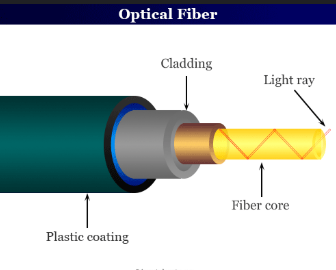 Optical Fiber
Cladding
Light ray
Fiber core
Plastic coating